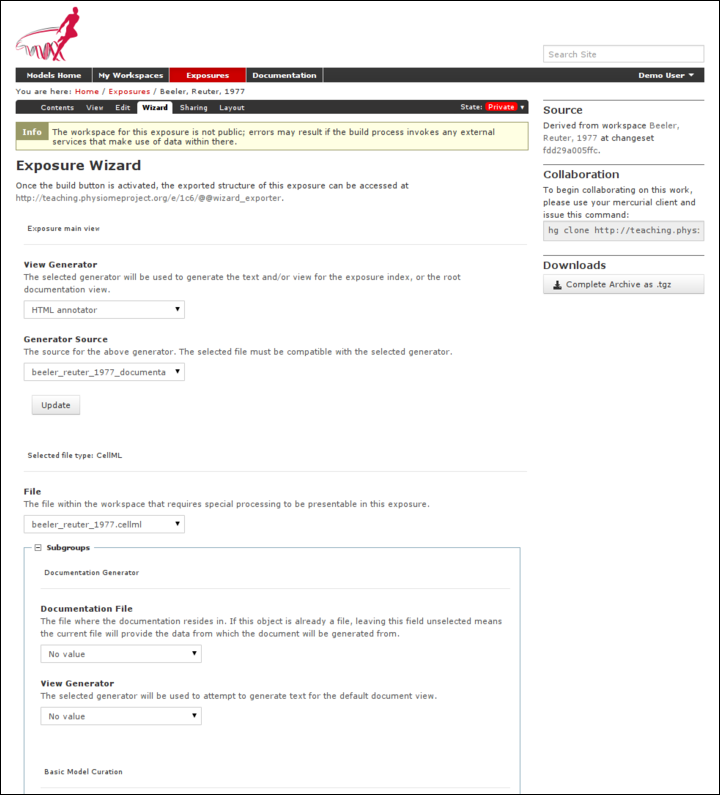 Search Site
Models Home My Workspaces Exposures Documentation Demo User ▼
You are here: Home / Exposures / Beeler, Reuter, 1977
Contents View Edit Wizard Sharing Layout State: Private ▼
Info The workspace for this exposure is not public; errors may result if the build process invokes any external
services that make use of data within there.
Exposure Wizard
Once the build button is activated, the exported structure of this exposure can be accessed at
http://teaching.physiomeproject.org/e/1c6/@@wizard_exporter.
Exposure main view
View Generator
The selected generator will be used to generate the text and/or view for the exposure index, or the root
documentation view.
HTML annotator ▼
Generator Source
The source for the above generator. The selected file must be compatible with the selected generator.
beeler_reuter_1977_documenta ▼
Update
Selected file type: CellML
File
The file within the workspace that requires special processing to be presentable in this exposure.
beeler_reuter_1977.cellml ▼
Subgroups
Documentation Generator
Documentation File
The file where the documentation resides in. If this object is already a file, leaving this field unselected means
the current file will provide the data from which the document will be generated from.
No value ▼
View Generator
The selected generator will be used to attempt to generate text for the default document view.
No value ▼
Basic Model Curation
Source
Derived from workspace Beeler,
Reuter, 1977 at changeset
fdd29a005ffc.
Collaboration
To begin collaborating on this work,
please use your mercurial client and
issue this command:
hg clone http://teaching.phys:
Downloads
Complete Archive as .tgz